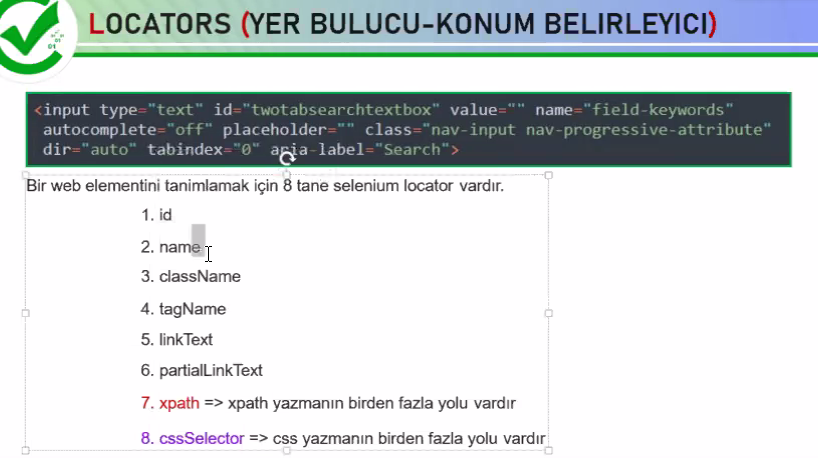 LOCATORS (YER BULUCU-KONUM BELIRLEYICI)
<input type="text" id="twotabsearchtextbox" value="" name="field-keywords"
autocomplete="off" placeholder="" class="nav-input nav-progressive-attribute"
dir="auto" tabindex="0" aria-label="Search">
Bir web elementini tanimlamak için 8 tane selenium locator vardır.
1. id
2. name
3. className
4. tagName
5. linkText
6. partialLinkText
7. xpath => xpath yazmanın birden fazla yolu vardır
8. cssSelector => css yazmanın birden fazla yolu vardır